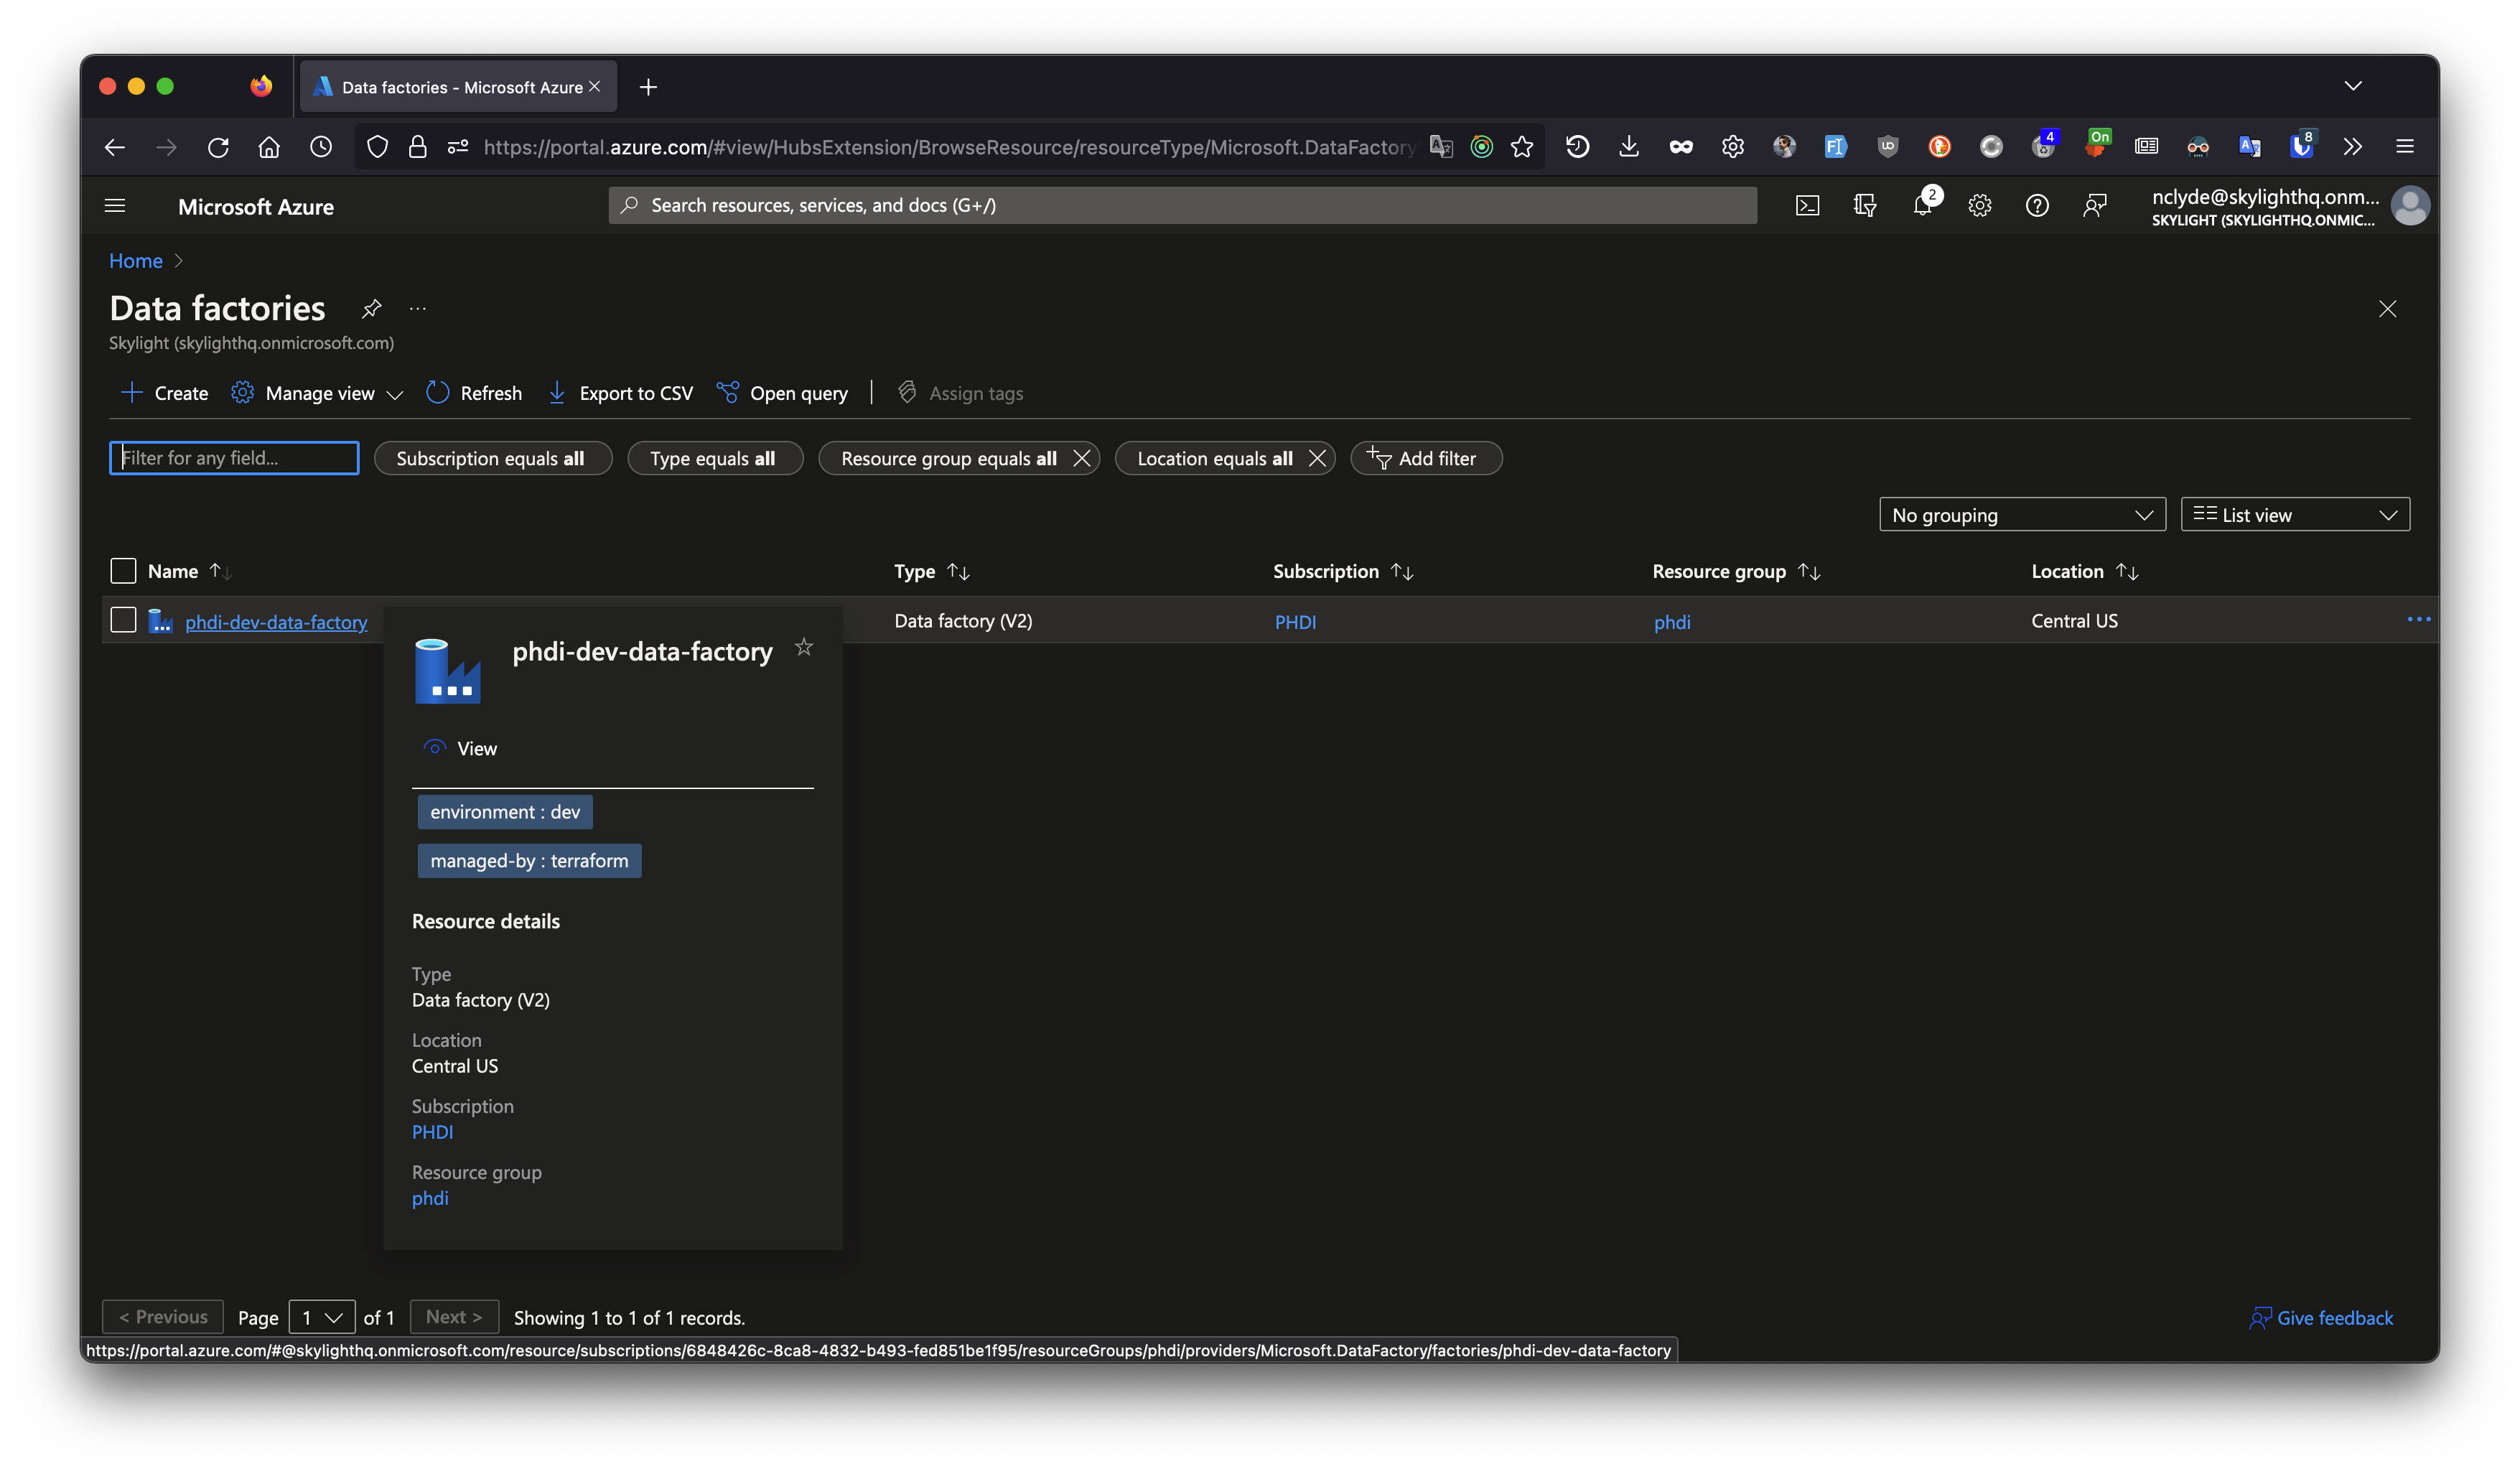 Data factories - Microsoft Azure
https://portal.azure.com/#view/HubsExtension/BrowseResource/resourceType/Microsoft.DataFactory
4
On
8
Microsoft Azure
Search resources, services, and docs (G+/)
2
nclyde@skylighthq.onm...
SKYLIGHT (SKYLIGHTHQ.ONMIC...
Home
Data factories
Skylight (skylighthq.onmicrosoft.com)
Create
Manage view
Refresh
Export to CSV
Open query
Assign tags
Filter for any field...
Subscription equals all
Type equals all
Resource group equals all
Location equals all
Add filter
No grouping
List view
Name
Type
Subscription
Resource group
Location
phdi-dev-data-factory
Data factory (V2)
PHDI
phdi
Central US
phdi-dev-data-factory
View
environment : dev
managed-by : terraform
Resource details
Type
Data factory (V2)
Location
Central US
Subscription
PHDI
Resource group
phdi
< Previous
Page
1
of 1
Next >
Showing 1 to 1 of 1 records.
Give feedback
https://portal.azure.com/#@skylighthq.onmicrosoft.com/resource/subscriptions/6848426c-8ca8-4832-b493-fed851be1f95/resourceGroups/phdi/providers/Microsoft.DataFactory/factories/phdi-dev-data-factory